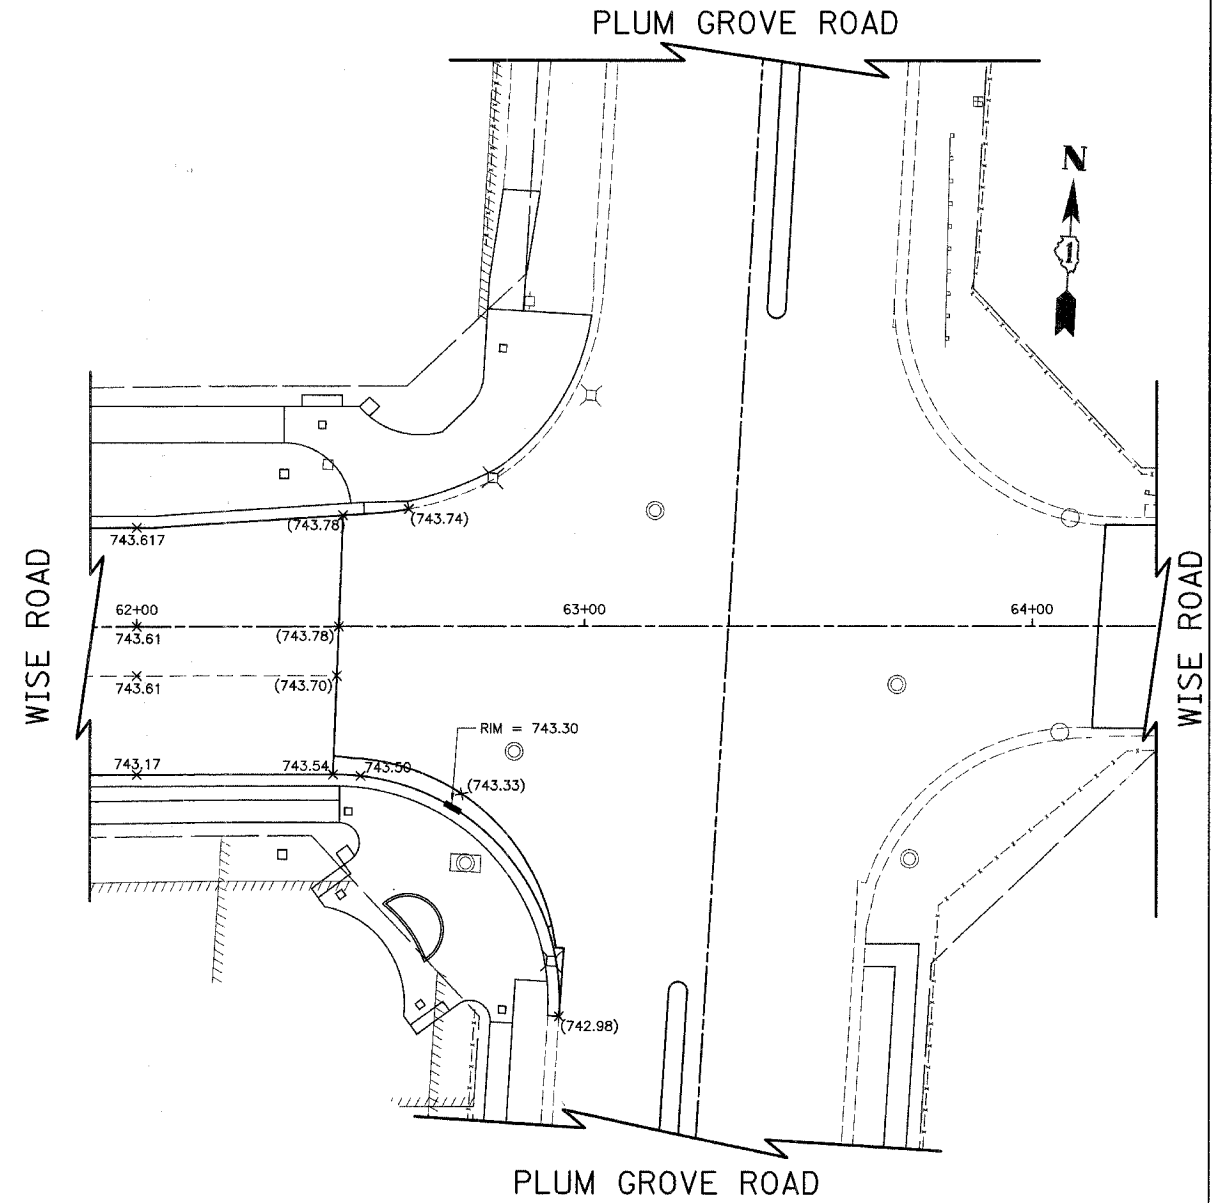 PLUM GROVE ROAD
N
1
(743.78)
(743.74)
743.617
WISE ROAD
62+00
63+00
64+00
743.61
(743.78)
WISE ROAD
743.61
(743.70)
RIM = 743.30
743.17
743.54
743.50
(743.33)
(742.98)
PLUM GROVE ROAD